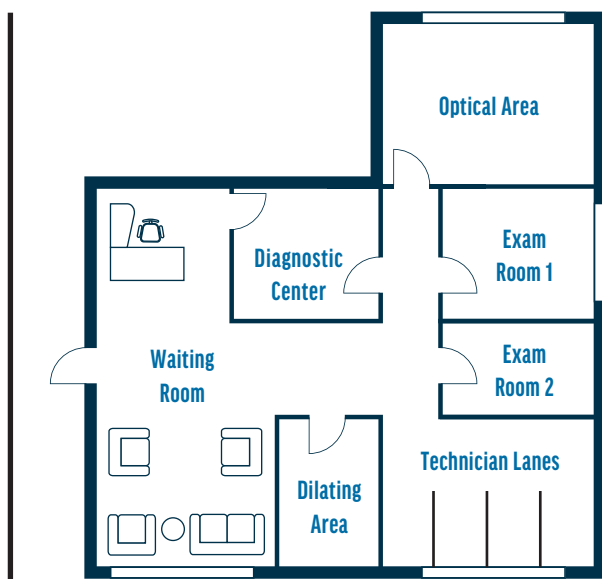 Optical Area
Diagnostic
Center
Exam
Room 1
Waiting
Room
Exam
Room 2
Dilating
Area
Technician Lanes